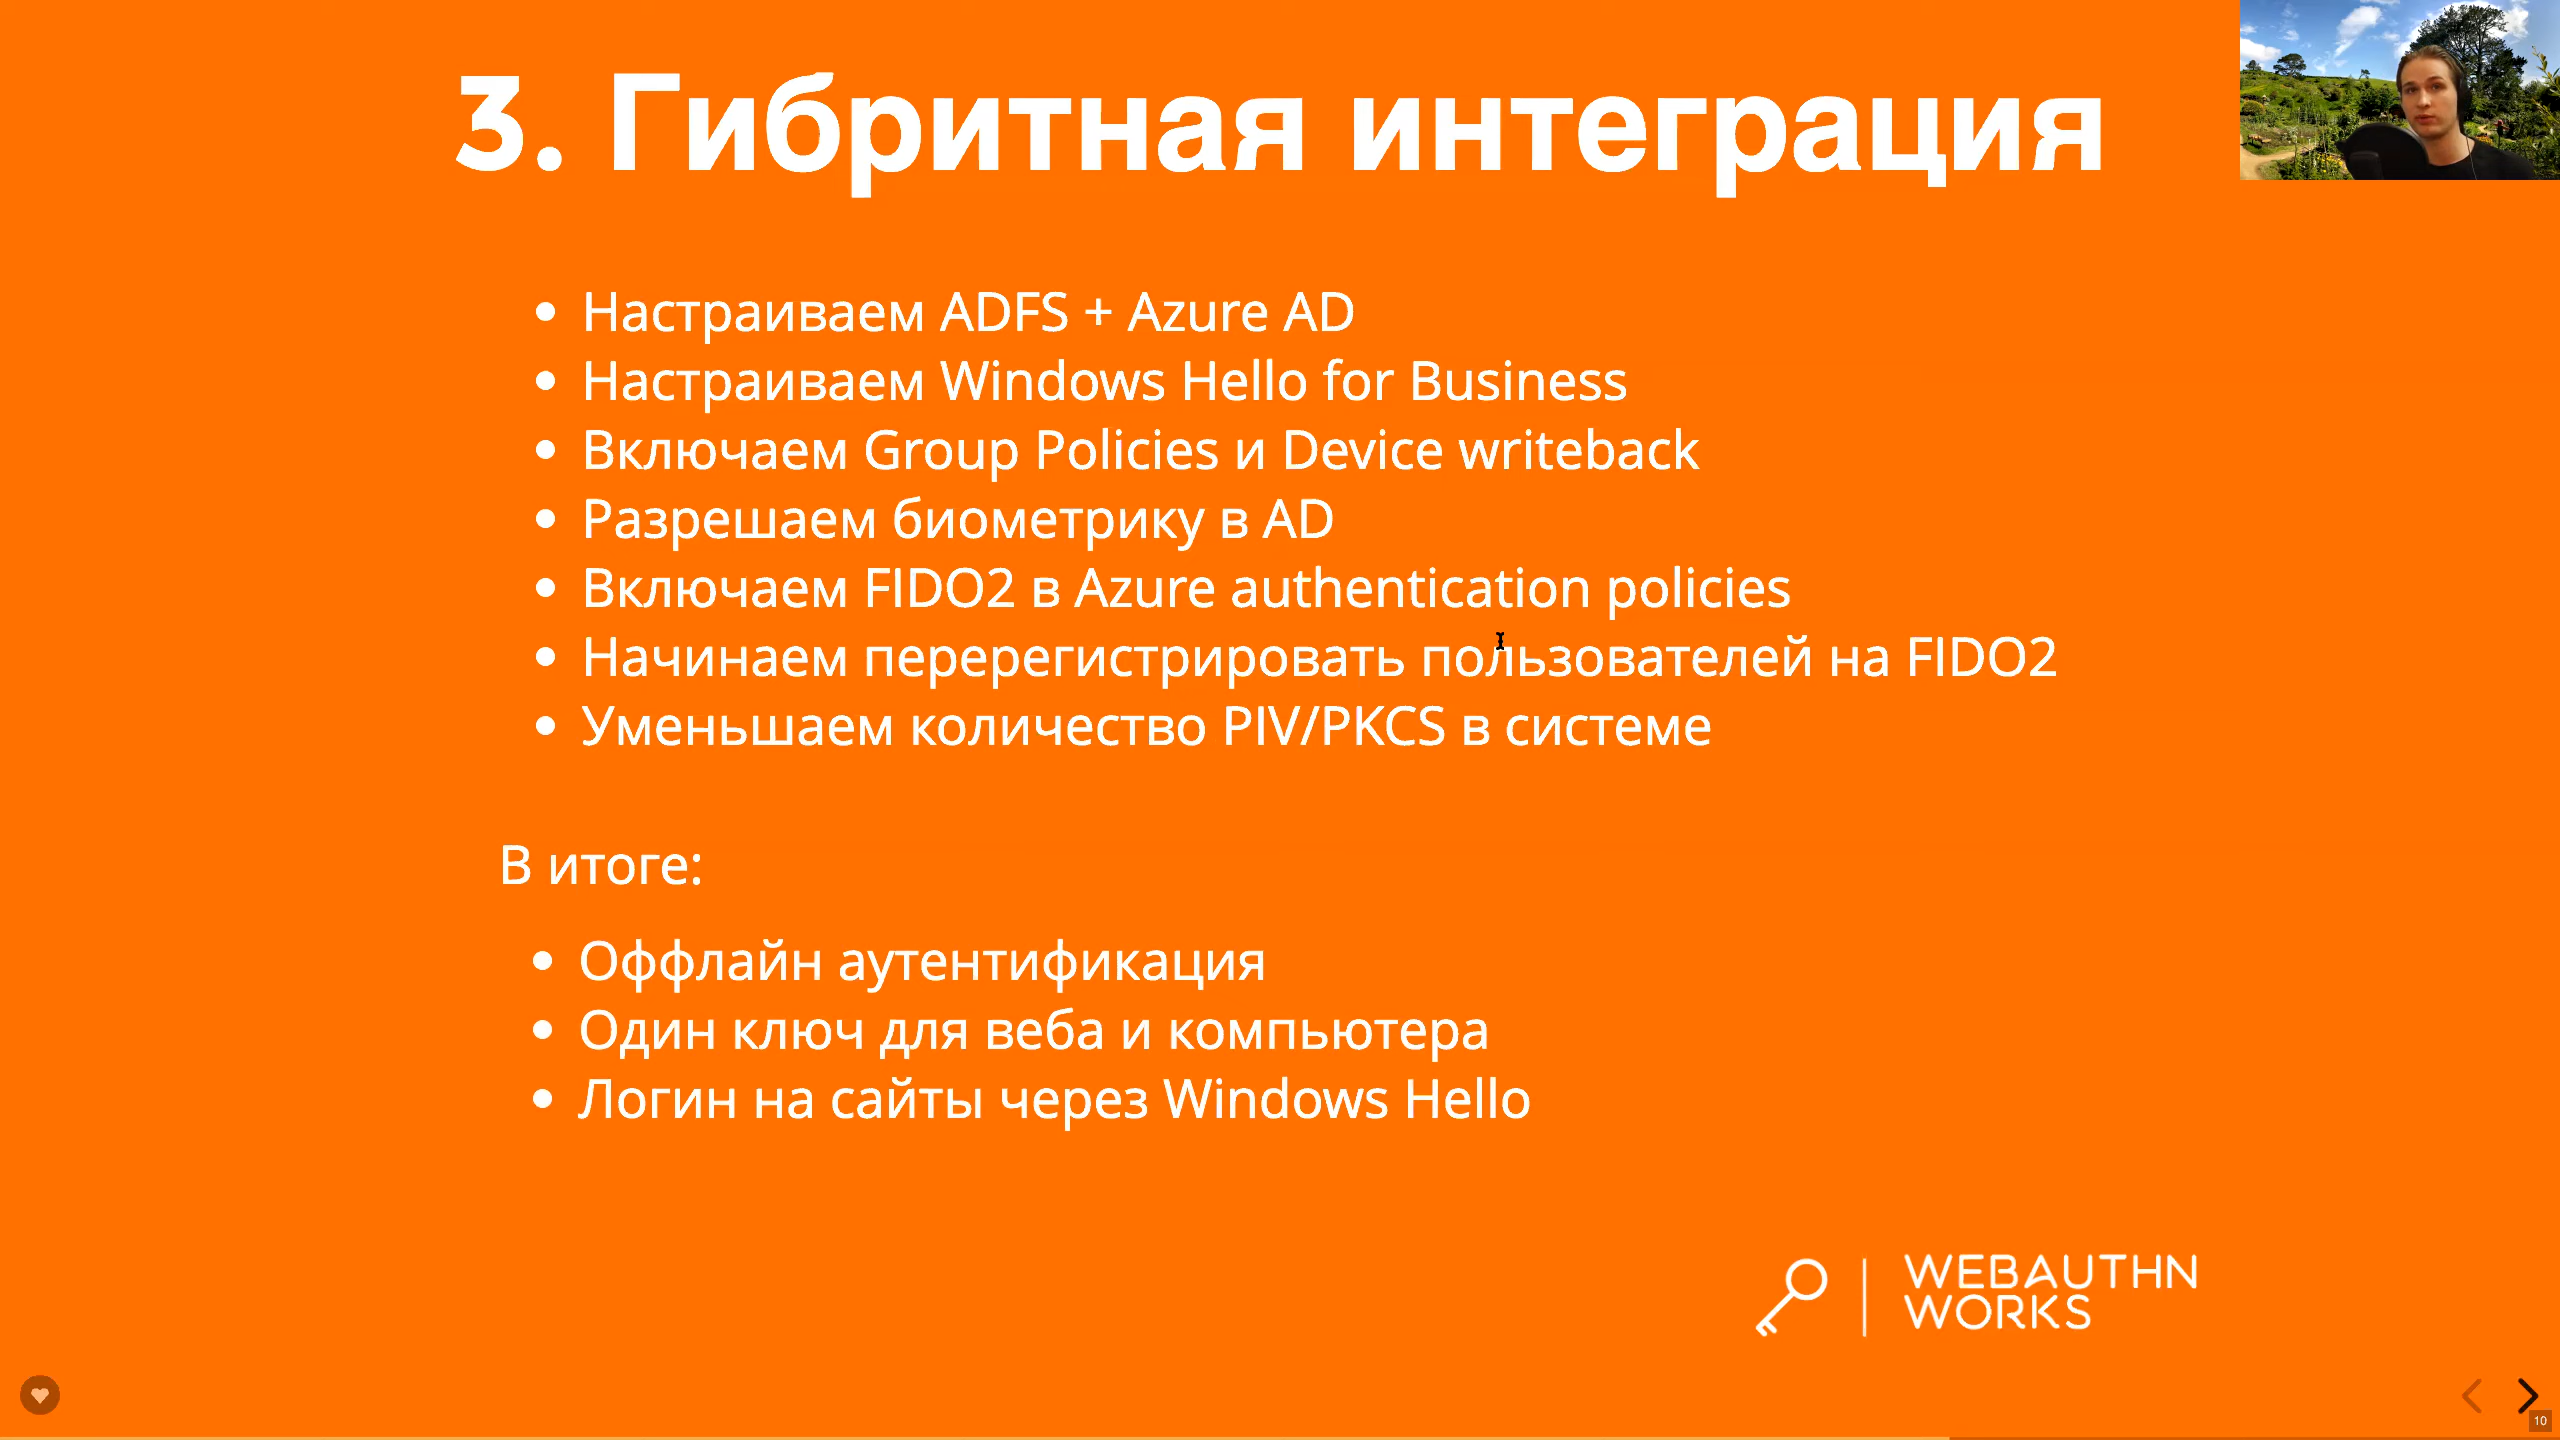 3. Гибритная интеграция
Настраиваем ADFS + Azure AD
Настраиваем Windows Hello for Business
Включаем Group Policies и Device writeback
Разрешаем биометрику в AD
Включаем FIDO2 в Azure authentication policies
Начинаем перерегистрировать пользователей на FIDO2
Уменьшаем количество PIV/PKCS в системе
В итоге:
Оффлайн аутентификация
Один ключ для веба и компьютера
Логин на сайты через Windows Hello
WEBAUTHN
WORKS
10